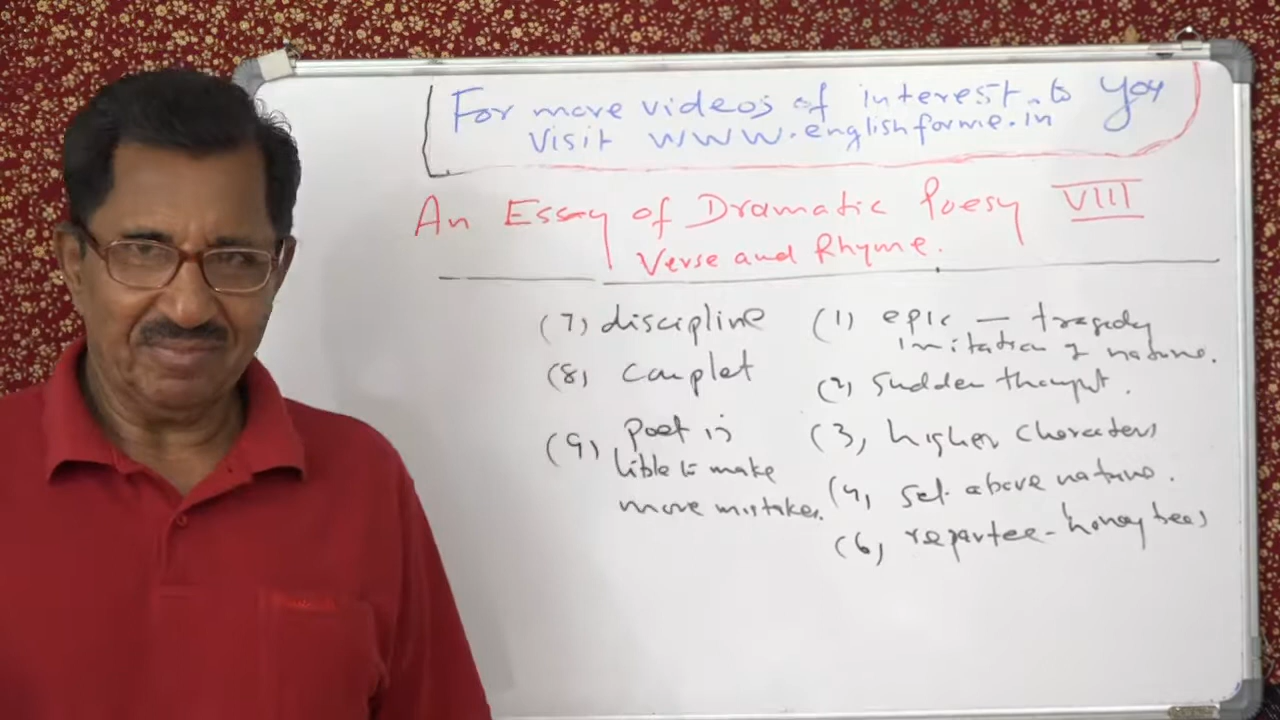 For more videos of interest to You
Visit www.englishforme.in
An Essay of Dramatic Poesy VIII
Verse and Rhyme.
(1) epic — tragedy
imitation of nature.
(2) Sudden thought.
(3) higher characters
(4) Set above nature.
(6) repartee - honey bees
(7) discipline
(8) Couplet
(9) Poet is
lible to make
more mistakes.